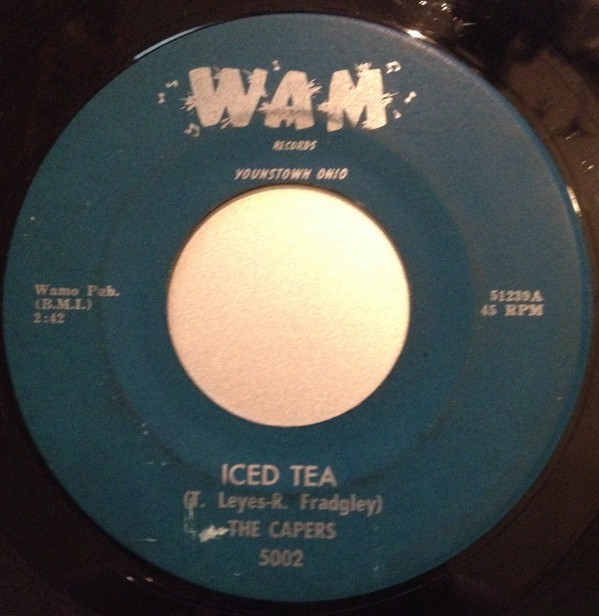 WAM
RECORDS
YOUNSTOWN OHIO
Wamo Pub.
(B.M.I.)
2:42
51239A
45 RPM
ICED TEA
(T. Leyes-R. Fradgley)
THE CAPERS
5002